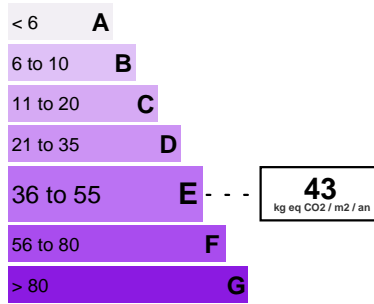 < 6 A
6 to 10 B
11 to 20 C
21 to 35 D
36 to 55 E - - - 43
kg eq CO2 / m2 / an
56 to 80 F
> 80 G